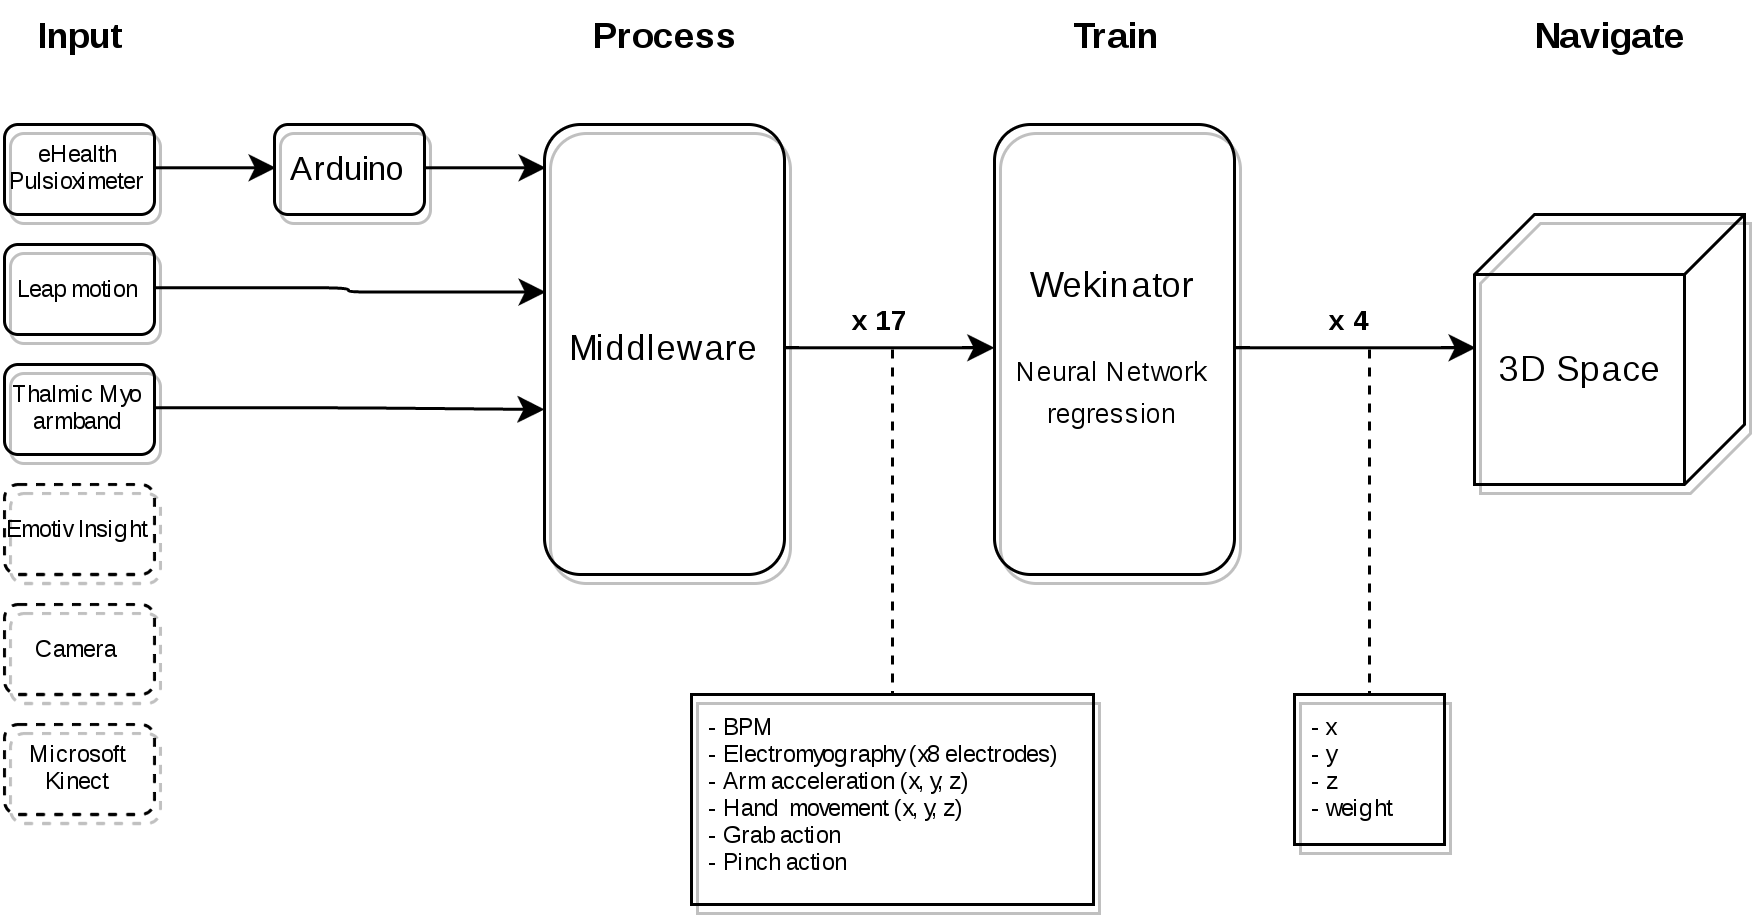 Input
Process
Train
Navigate
eHealth
Pulsioximeter
Arduino
Leap motion
Thalmic Myo
armband
Emotiv Insight
Camera
Microsoft
Kinect
Middleware
x 17
Wekinator
Neural Network
regression
x 4
3D Space
- BPM
- Electromyography (x8 electrodes)
- Arm acceleration (x, y, z)
- Hand movement (x, y, z)
- Grab action
- Pinch action
- x
- y
- z
- weight